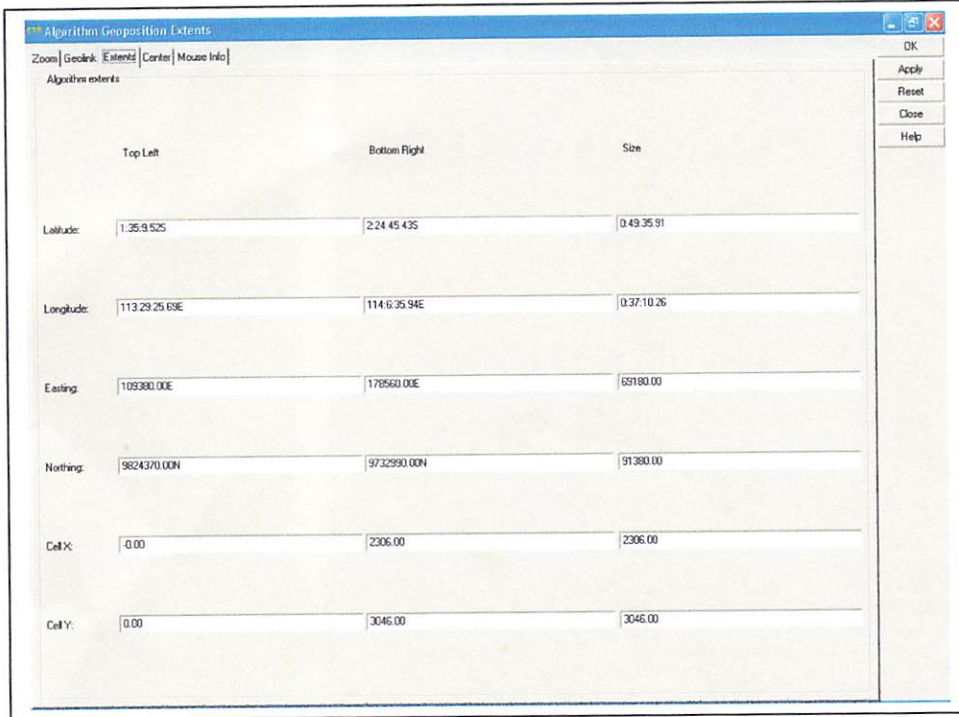 Algorithm Geoposition Extents
OK
Zoom Geolink Extents Center Mouse Info
Apply
Algorithm extents
Reset
Close
Help
Top Left Bottom Right Size
Latitude: 1:35:9.52S 2:24:45.43S 0:49:35.91
Longitude: 113:29:25.69E 114:6:35.94E 0:37:10.26
Easting: 109380.00E 178560.00E 69180.00
Northing: 9824370.00N 9732990.00N 91380.00
Cell X: -0.00 2306.00 2306.00
Cell Y: 0.00 3046.00 3046.00